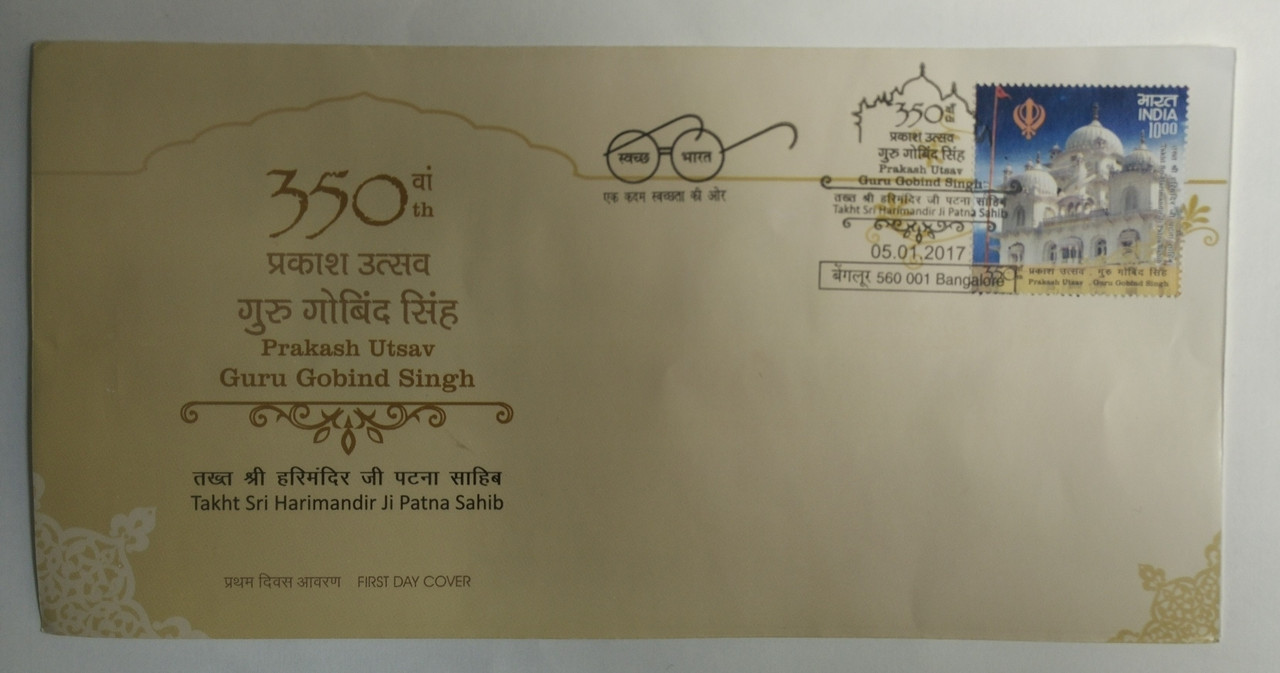 350वां
th
प्रकाश उत्सव
गुरु गोबिंद सिंह
Prakash Utsav
Guru Gobind Singh
तख्त श्री हरिमंदिर जी पटना साहिब
Takht Sri Harimandir Ji Patna Sahib
प्रथम दिवस आवरण FIRST DAY COVER
स्वच्छ भारत
एक कदम स्वच्छता की ओर
350वां
प्रकाश उत्सव
गुरु गोबिंद सिंह
Prakash Utsav
Guru Gobind Singh
तख्त श्री हरिमंदिर जी पटना साहिब
Takht Sri Harimandir Ji Patna Sahib
05.01.2017
बेंगलूर 560 001 Bangalore
भारत
INDIA
1000
350
प्रकाश उत्सव . गुरु गोबिंद सिंह
Prakash Utsav . Guru Gobind Singh